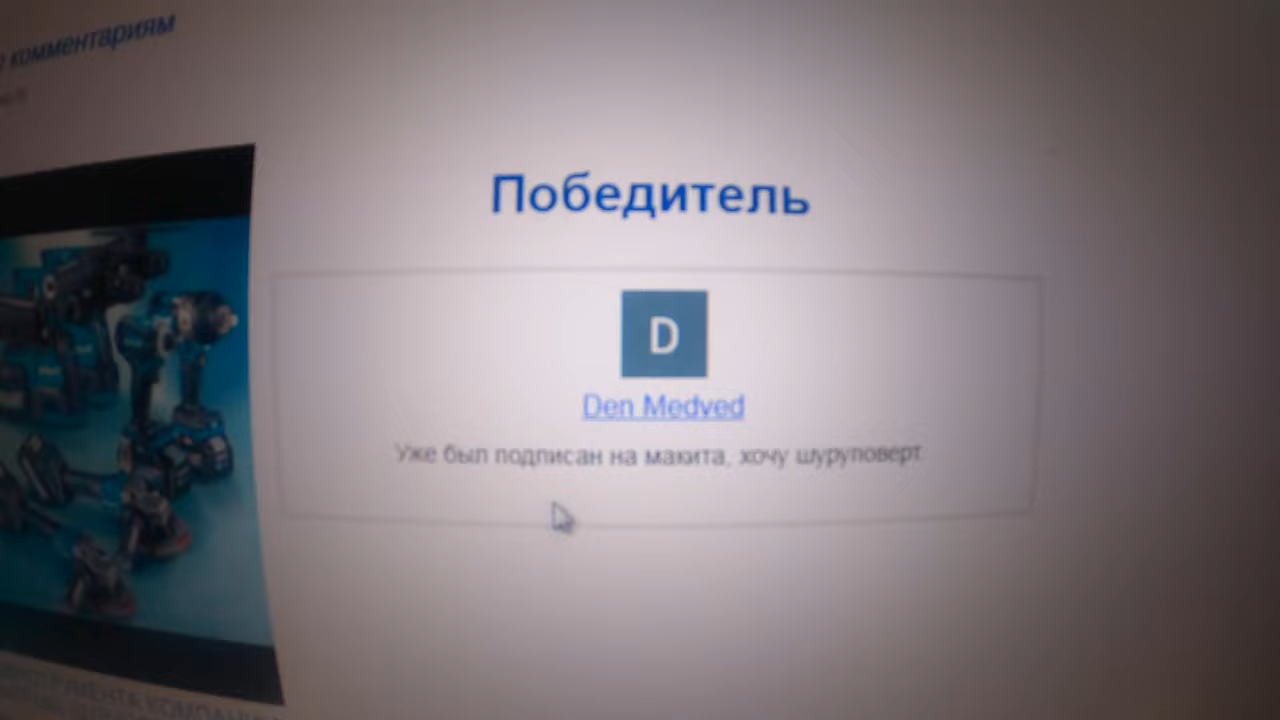 комментариям
Победитель
D
Den Medved
Уже был подписан на макита, хочу шуруповерт